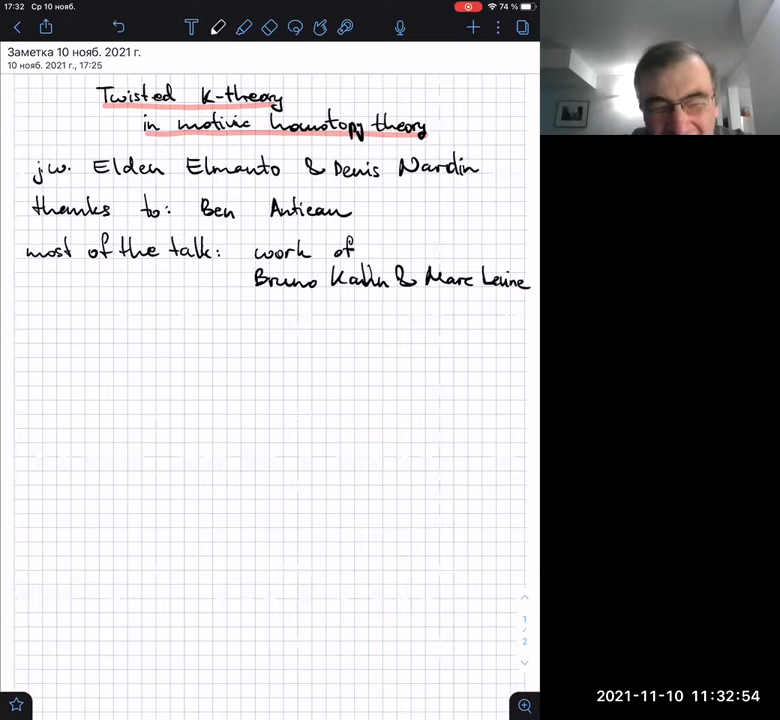 17:32 Ср 10 нояб.
74 %
Заметка 10 нояб. 2021 г.
10 нояб. 2021 г., 17:25
Twisted K-theory
in motivic homotopy theory
j.w. Elden Elmanto & Denis Nardin
thanks to: Ben Antieau
most of the talk: work of
Bruno Kahn & Marc Levine
1
2
2021-11-10 11:32:54